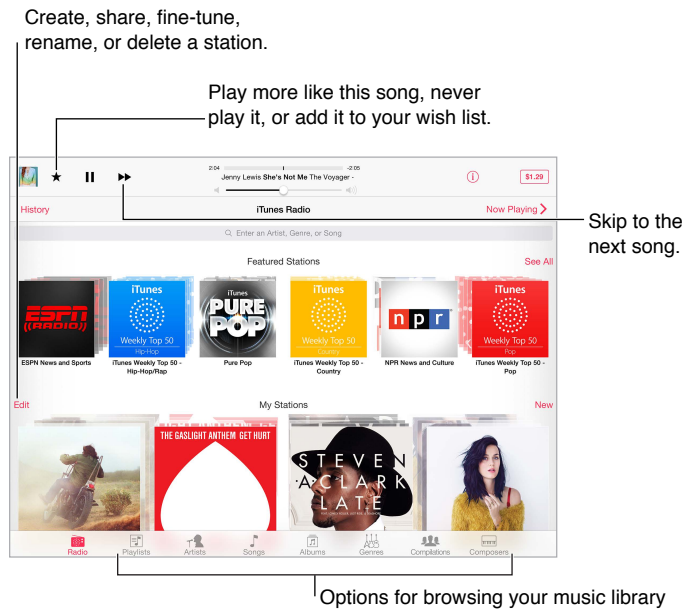 Create, share, fine-tune,
rename, or delete a station.
Play more like this song, never
play it, or add it to your wish list.
2:04
-2:05
Jenny Lewis She's Not Me The Voyager -
$1.29
History
iTunes Radio
Now Playing
Skip to the
next song.
Enter an Artist, Genre, or Song
Featured Stations
See All
ESPN
((RADIO))
iTunes
Weekly Top 50
Hip-Hop
iTunes
PURE
POP
iTunes
Weekly Top 50
Country
npr
iTunes
Weekly Top 50
Pop
ESPN News and Sports
iTunes Weekly Top 50 -
Hip-Hop/Rap
Pure Pop
iTunes Weekly Top 50 -
Country
NPR News and Culture
iTunes Weekly Top 50 -
Pop
Edit
My Stations
New
THE GASLIGHT ANTHEM GET HURT
STEVEN
A CLARK
LATE
Radio
Playlists
Artists
Songs
Albums
Genres
Compilations
Composers
Options for browsing your music library